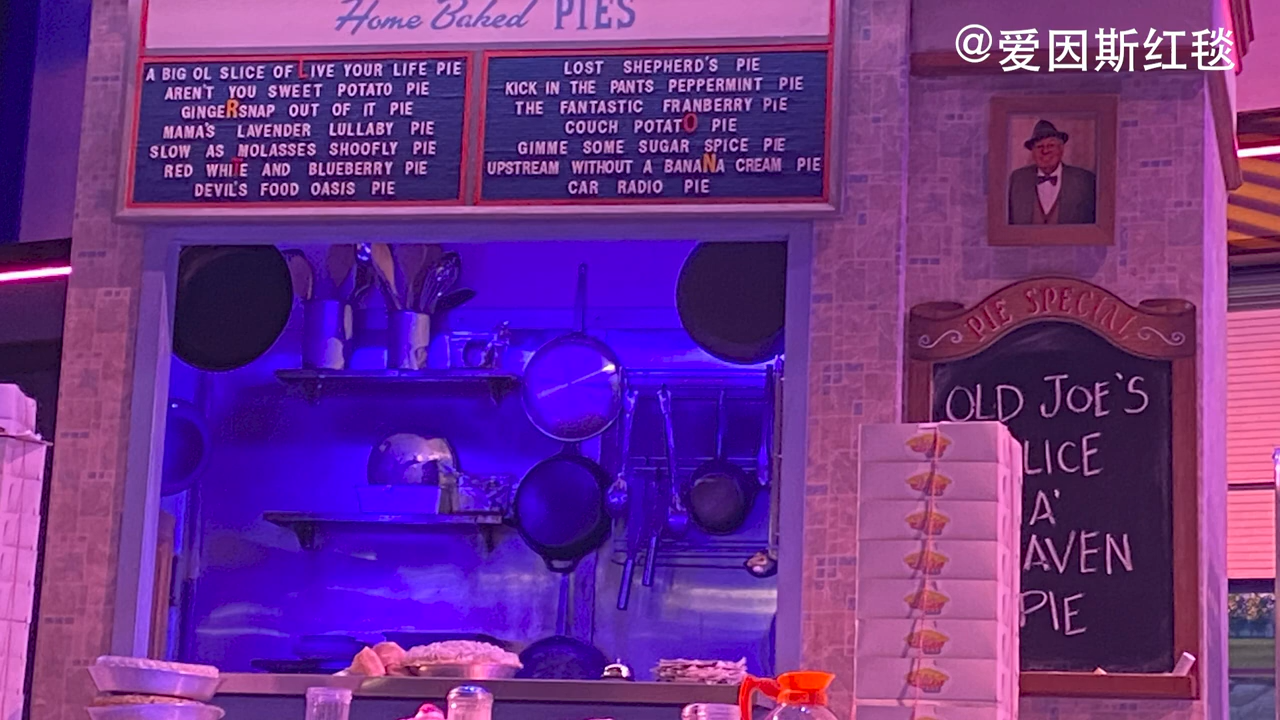 Home Baked PIES
@爱因斯红毯
A BIG OL SLICE OF LIVE YOUR LIFE PIE
AREN'T YOU SWEET POTATO PIE
GINGERSNAP OUT OF IT PIE
MAMA'S LAVENDER LULLABY PIE
SLOW AS MOLASSES SHOOFLY PIE
RED WHITE AND BLUEBERRY PIE
DEVIL'S FOOD OASIS PIE
LOST SHEPHERD'S PIE
KICK IN THE PANTS PEPPERMINT PIE
THE FANTASTIC FRANBERRY PIE
COUCH POTATO PIE
GIMME SOME SUGAR SPICE PIE
UPSTREAM WITHOUT A BANANA CREAM PIE
CAR RADIO PIE
PIE SPECIAL
OLD JOE'S
LICE
A'
AVEN
PIE